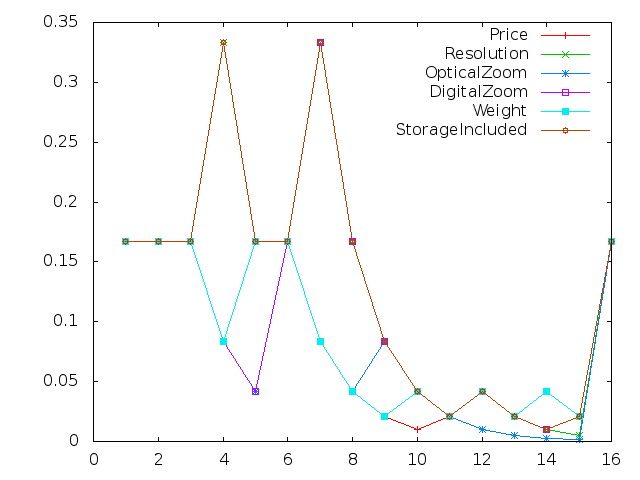 0.35
0.3
0.25
0.2
0.15
0.1
0.05
0
0 2 4 6 8 10 12 14 16
Price
Resolution
OpticalZoom
DigitalZoom
Weight
StorageIncluded